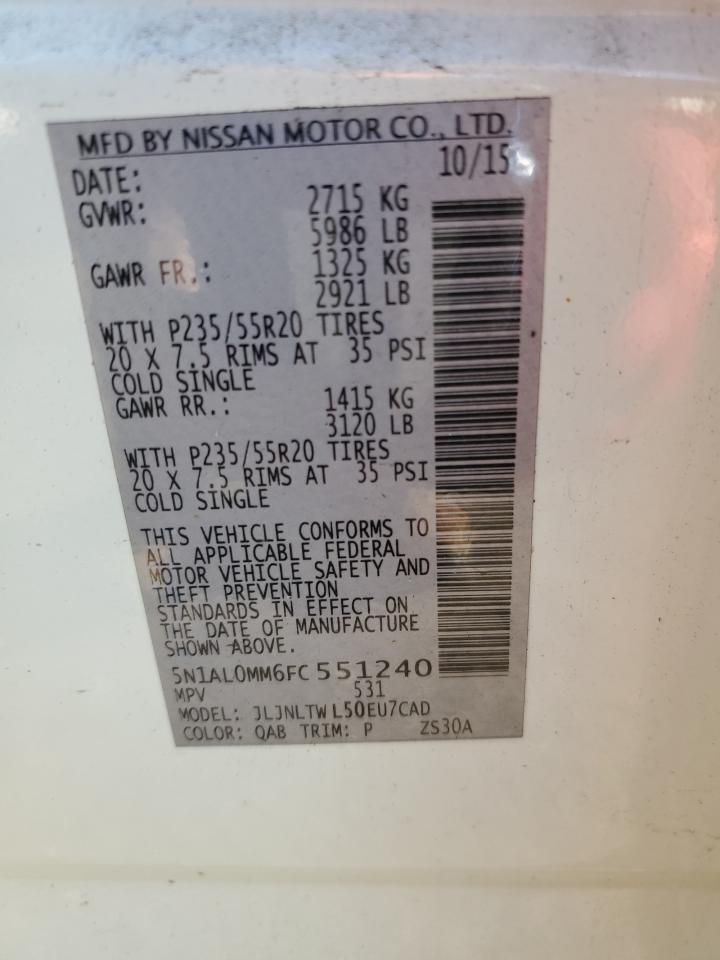 MFD BY NISSAN MOTOR CO., LTD.
DATE: 10/15
GVWR: 2715 KG
5986 LB
GAWR FR.: 1325 KG
2921 LB
WITH P235/55R20 TIRES
20 X 7.5 RIMS AT 35 PSI
COLD SINGLE
GAWR RR.: 1415 KG
3120 LB
WITH P235/55R20 TIRES
20 X 7.5 RIMS AT 35 PSI
COLD SINGLE
THIS VEHICLE CONFORMS TO
ALL APPLICABLE FEDERAL
MOTOR VEHICLE SAFETY AND
THEFT PREVENTION
STANDARDS IN EFFECT ON
THE DATE OF MANUFACTURE
SHOWN ABOVE.
5N1AL0MM6FC551240
MPV 531
MODEL: JLJNLTWL50EU7CAD
COLOR: QAB TRIM: P ZS30A